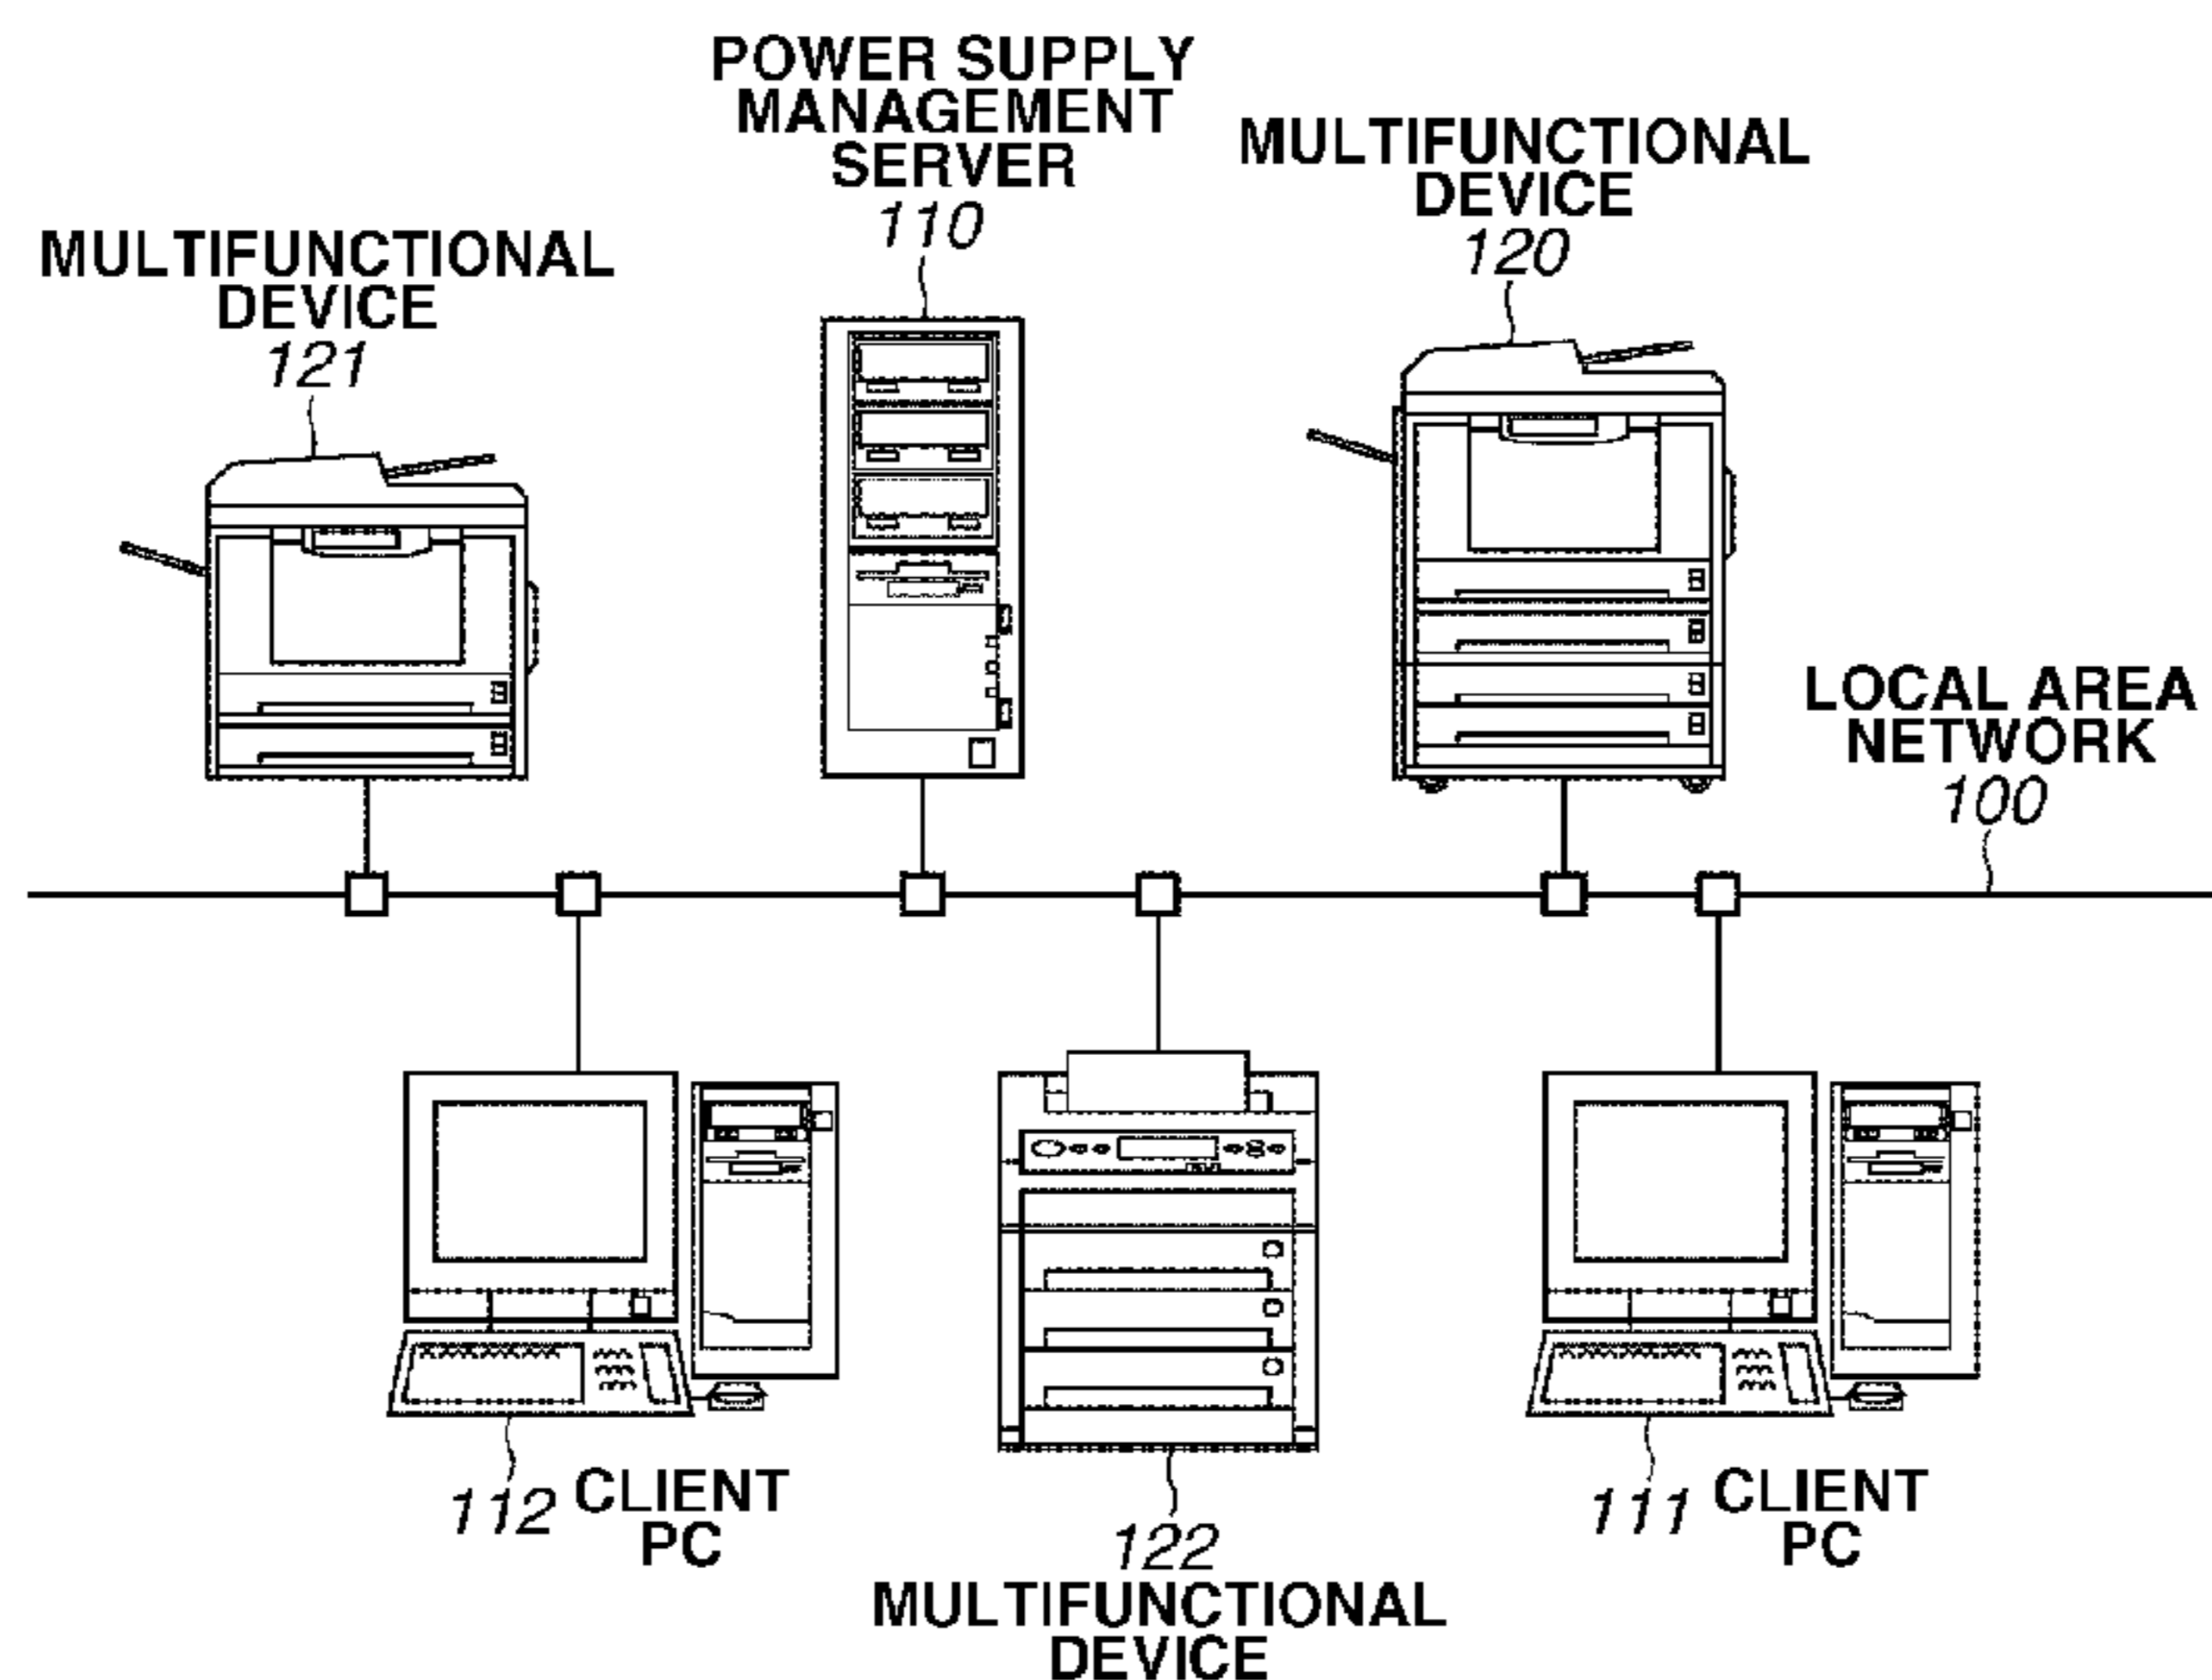 POWER SUPPLY
MANAGEMENT
SERVER
110
MULTIFUNCTIONAL
DEVICE
120
MULTIFUNCTIONAL
DEVICE
121
LOCAL AREA
NETWORK
100
112 CLIENT
PC
122
MULTIFUNCTIONAL
DEVICE
111 CLIENT
PC